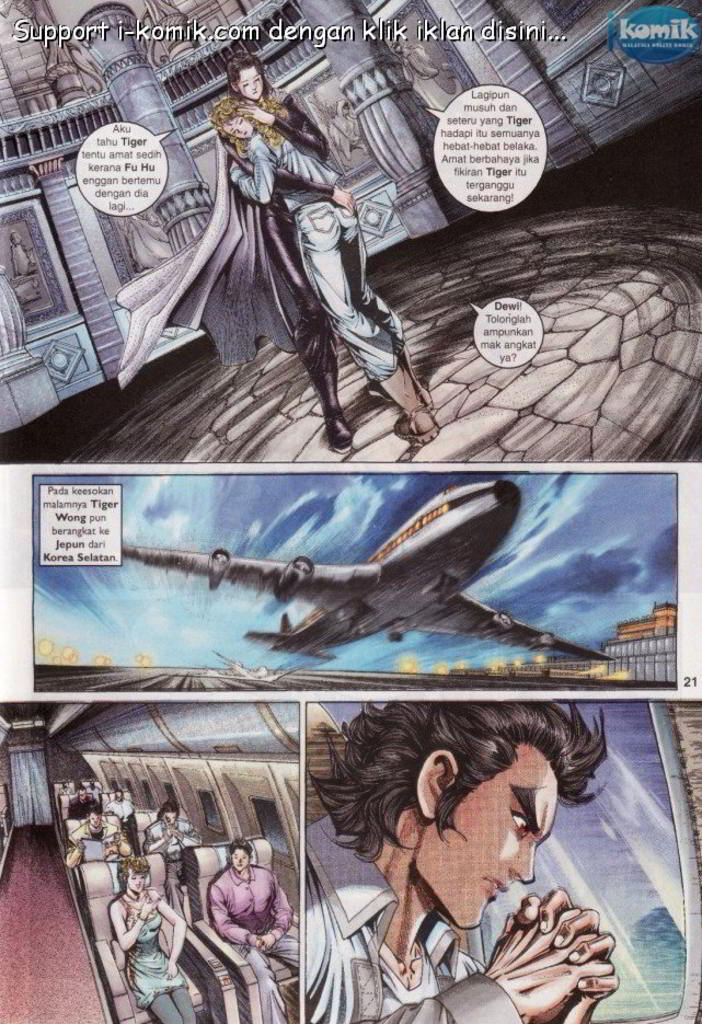 Support i-komik.com dengan klik iklan disini...
komik
MALAYSIA ONLINE KOMIK
Aku
tahu Tiger
tentu amat sedih
kerana Fu Hu
enggan bertemu
dengan dia
lagi...
Lagipun
musuh dan
seteru yang Tiger
hadapi itu semuanya
hebat-hebat belaka.
Amat berbahaya jika
fikiran Tiger itu
terganggu
sekarang!
Dewi!
Tolonglah
ampunkan
mak angkat
ya?
Pada keesokan
malamnya Tiger
Wong pun
berangkat ke
Jepun dari
Korea Selatan.
21